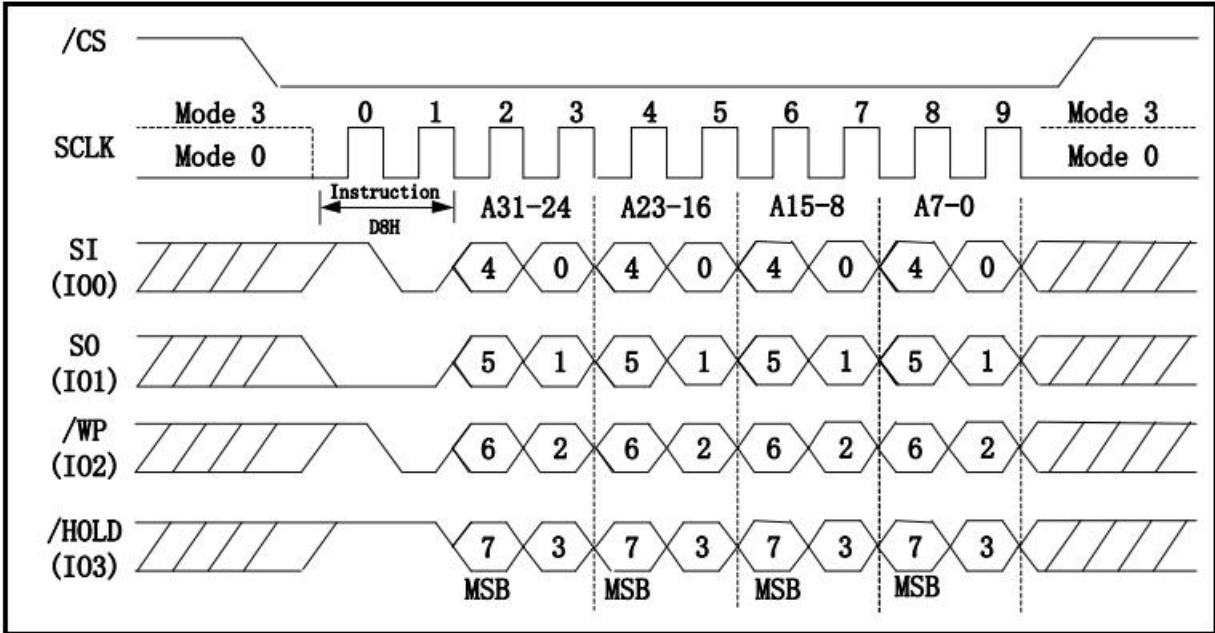 /CS
Mode 3 0 1 2 3 4 5 6 7 8 9 Mode 3
SCLK
Mode 0 Mode 0
Instruction
D8H
A31-24 A23-16 A15-8 A7-0
SI
(IO0)
4 0 4 0 4 0 4 0
SO
(IO1)
5 1 5 1 5 1 5 1
/WP
(IO2)
6 2 6 2 6 2 6 2
/HOLD
(IO3)
7 3 7 3 7 3 7 3
MSB MSB MSB MSB